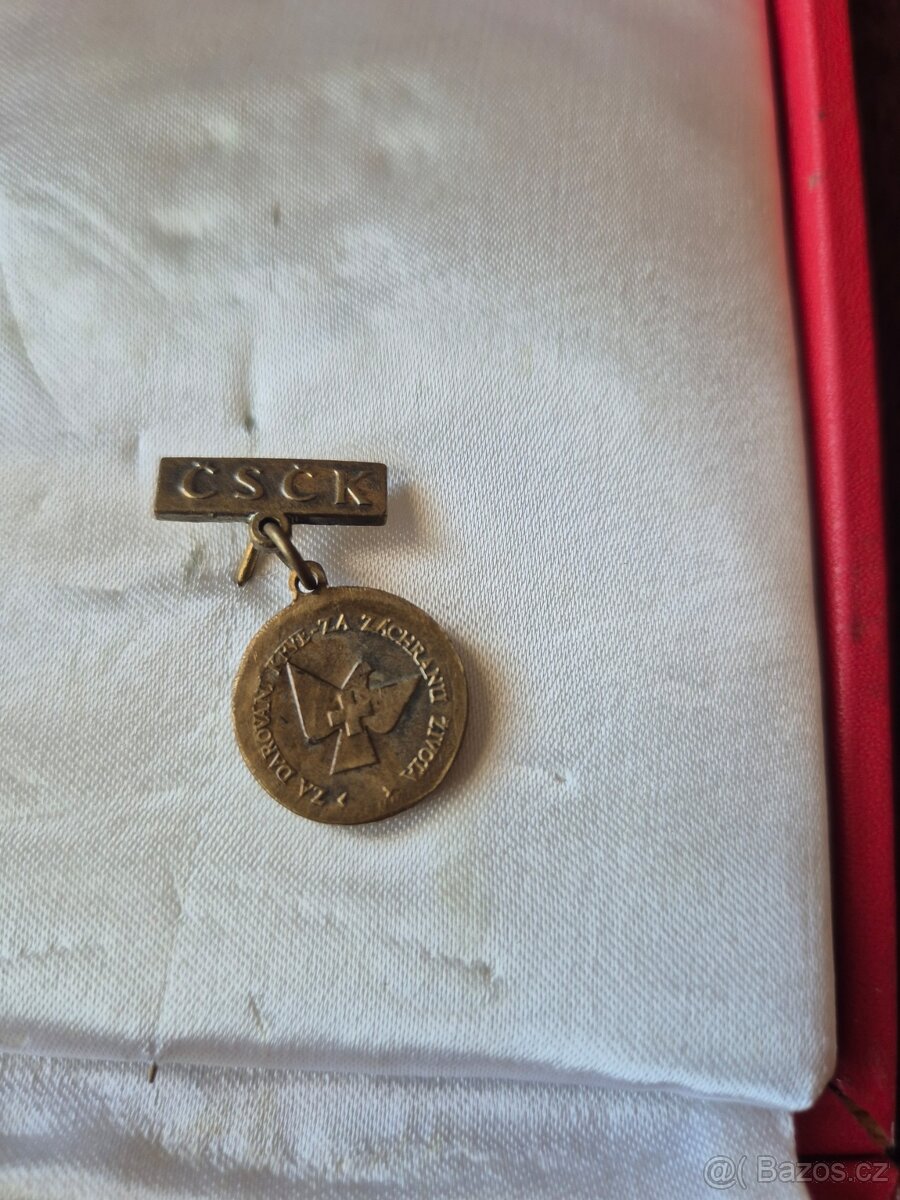 ČSČK
ZA DAROVÁNÍ KRVE-ZA ZÁCHRANU ŽIVOTA
@( Bazos.cz